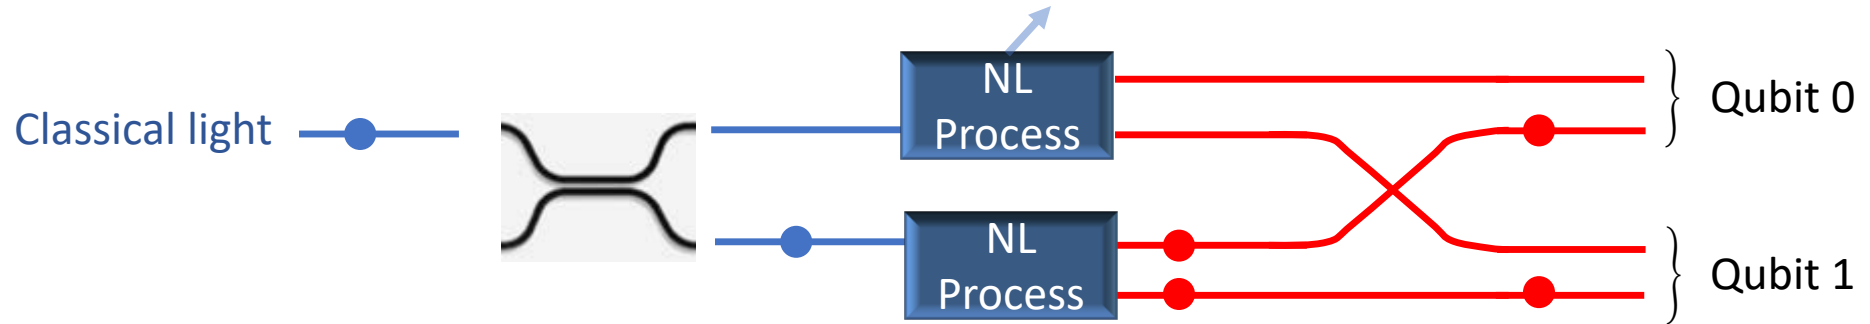 Classical light
NL
Process
NL
Process
Qubit 0
Qubit 1